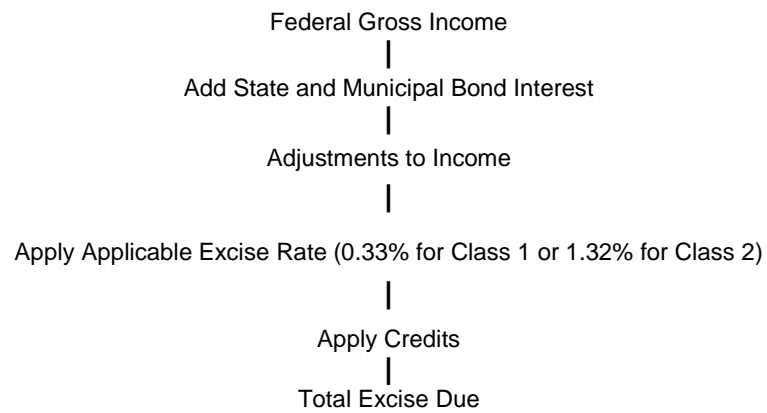 Federal Gross Income
Add State and Municipal Bond Interest
Adjustments to Income
Apply Applicable Excise Rate (0.33% for Class 1 or 1.32% for Class 2)
Apply Credits
Total Excise Due